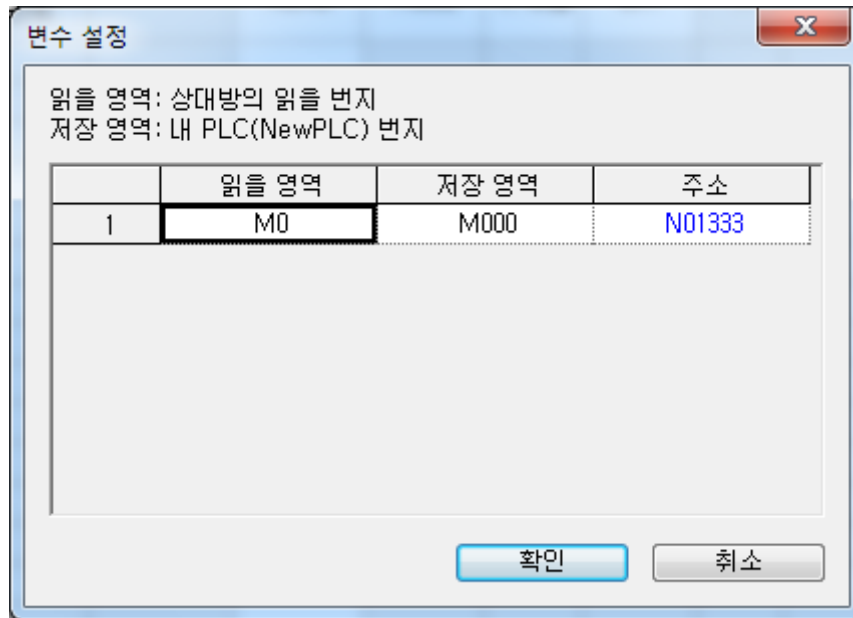 변수 설정
읽을 영역: 상대방의 읽을 번지
저장 영역: 내 PLC(NewPLC) 번지
읽을 영역 저장 영역 주소
1 M0 M000 N01333
확인 취소